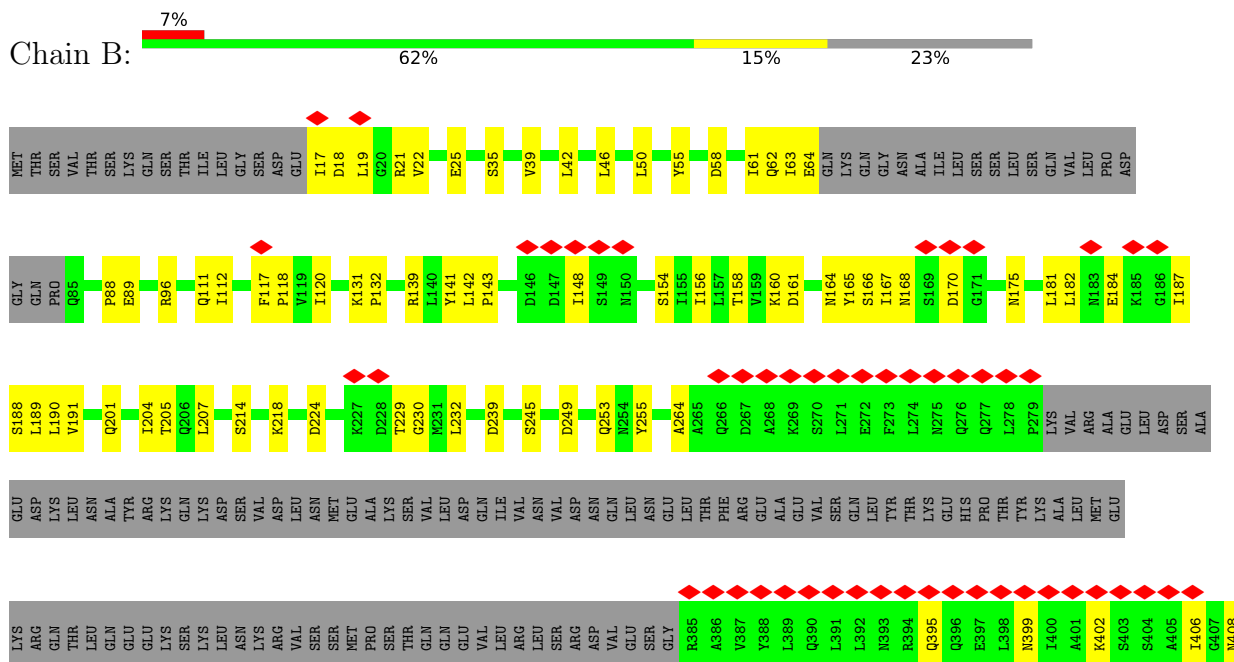 7%
Chain B:
62% 15% 23%
MET THR SER VAL THR SER LYS GLN SER THR ILE LEU GLY SER ASP GLU I17 D18 L19 G20 R21 V22 E25 S35 V39 L42 L46 L50 Y55 D58 I61 Q62 I63 E64 GLN LYS GLN GLY ASN ALA ILE LEU SER SER LEU SER GLN VAL LEU PRO ASP
GLY GLN PRO Q85 P88 E89 R96 Q111 I112 F117 P118 V119 I120 K131 P132 R139 L140 Y141 L142 P143 D146 D147 I148 S149 N150 S154 I155 I156 L157 T158 V159 K160 D161 N164 Y165 S166 I167 N168 S169 D170 G171 N175 L181 L182 N183 E184 K185 G186 I187
S188 L189 L190 V191 Q201 I204 T205 Q206 L207 S214 K218 D224 K227 D228 T229 G230 M231 L232 D239 S245 D249 Q253 N254 Y255 A264 A265 Q266 D267 A268 K269 S270 L271 E272 F273 L274 N275 Q276 Q277 L278 P279 LYS VAL ARG ALA GLU LEU ASP SER ALA
GLU ASP LYS LEU ASN ALA TYR ARG LYS GLN LYS ASP SER VAL ASP LEU ASN MET GLU ALA LYS SER VAL LEU ASP GLN ILE VAL ASN VAL ASP ASN GLN LEU ASN GLU LEU THR PHE ARG GLU ALA GLU VAL SER GLN LEU TYR THR LYS GLU HIS PRO THR TYR LYS ALA LEU MET GLU
LYS ARG GLN THR LEU GLN GLU GLU LYS SER LYS LEU ASN LYS ARG VAL SER SER MET PRO SER THR GLN GLN GLU VAL LEU ARG LEU SER ARG ASP VAL GLU SER GLY R385 A386 V387 Y388 L389 Q390 L391 L392 N393 R394 Q395 Q396 E397 L398 N399 I400 A401 K402 S403 S404 A405 I406 G407 N408